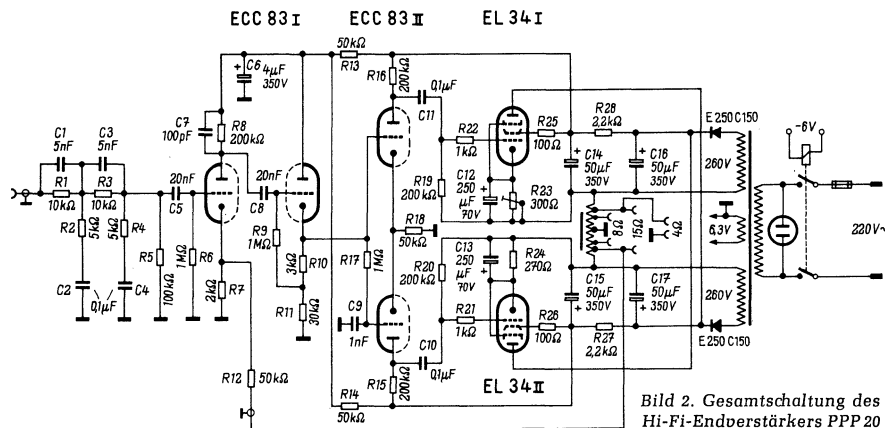 ECC 83 I
ECC 83 II
EL 34 I
C6
4µF
350V
50kΩ
R13
R16
200kΩ
0,1µF
C11
C7
100pF
R8
200kΩ
C1
5nF
C3
5nF
R1
10kΩ
R3
10kΩ
R2
5kΩ
R4
5kΩ
C2
0,1µF
C4
20nF
C5
R5
100kΩ
R6
1MΩ
R7
2kΩ
20nF
C8
R9
1MΩ
R10
3kΩ
R11
30kΩ
R12
50kΩ
R17
1MΩ
C9
1nF
R18
50kΩ
R15
200kΩ
C10
0,1µF
R14
50kΩ
R22
1kΩ
R19
200kΩ
R20
200kΩ
R21
1kΩ
C12
250
µF
70V
R23
300Ω
C13
250
µF
70V
R24
270Ω
R25
100Ω
R26
100Ω
R28
2,2kΩ
R27
2,2kΩ
C14
50µF
350V
C16
50µF
350V
C15
50µF
350V
C17
50µF
350V
8Ω
15Ω
4Ω
E 250 C 150
260V
6,3V
260V
E 250 C 150
-6V
220V~
EL 34 II
Bild 2. Gesamtschaltung des
Hi-Fi-Endverstärkers PPP 20